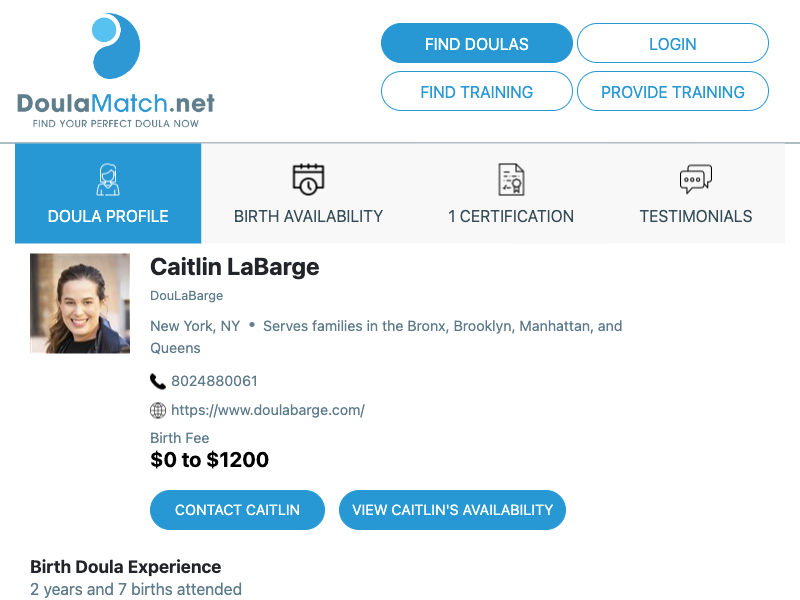 DoulaMatch.net
FIND YOUR PERFECT DOULA NOW
FIND DOULAS
LOGIN
FIND TRAINING
PROVIDE TRAINING
DOULA PROFILE
BIRTH AVAILABILITY
1 CERTIFICATION
TESTIMONIALS
Caitlin LaBarge
DouLaBarge
New York, NY • Serves families in the Bronx, Brooklyn, Manhattan, and
Queens
8024880061
https://www.doulabarge.com/
Birth Fee
$0 to $1200
CONTACT CAITLIN
VIEW CAITLIN'S AVAILABILITY
Birth Doula Experience
2 years and 7 births attended